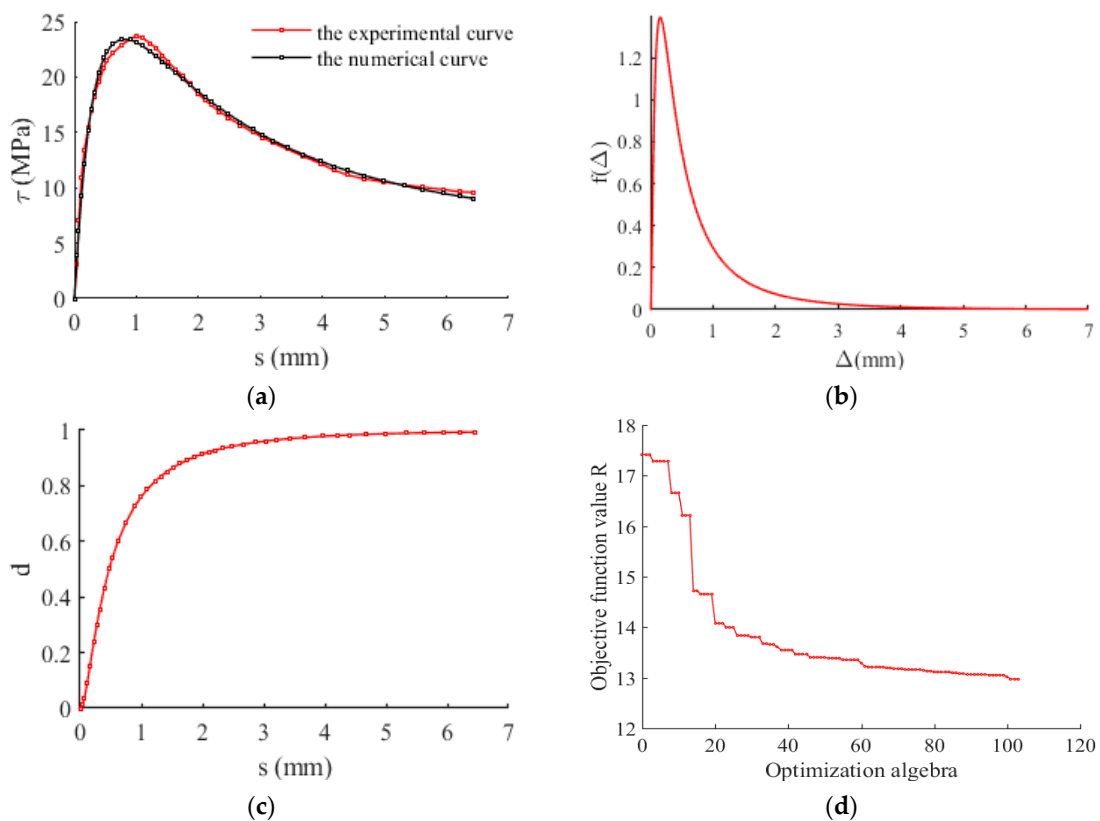 25
20
15
10
5
0
τ (MPa)
the experimental curve
the numerical curve
0 1 2 3 4 5 6 7
s (mm)
(a)
1.4
1.2
1
0.8
0.6
0.4
0.2
0
f(Δ)
0 1 2 3 4 5 6 7
Δ(mm)
(b)
1
0.8
0.6
0.4
0.2
0
d
0 1 2 3 4 5 6 7
s (mm)
(c)
18
17
16
15
14
13
12
Objective function value R
0 20 40 60 80 100 120
Optimization algebra
(d)